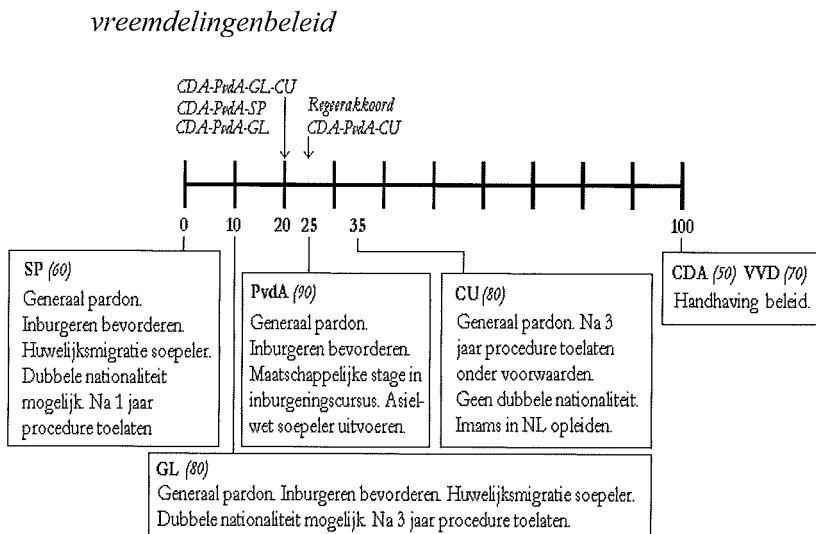 vreemdelingenbeleid
CDA-PvdA-GL-CU
CDA-PvdA-SP
CDA-PvdA-GL
Regeerakkoord
CDA-PvdA-CU
0 10 20 25 35 100
SP (60)
Generaal pardon.
Inburgeren bevorderen.
Huwelijksmigratie soepeler.
Dubbele nationaliteit
mogelijk. Na 1 jaar
procedure toelaten
PvdA (90)
Generaal pardon.
Inburgeren bevorderen.
Maatschappelijke stage in
inburgeringscursus. Asiel-
wet soepeler uitvoeren.
CU (80)
Generaal pardon. Na 3
jaar procedure toelaten
onder voorwaarden.
Geen dubbele nationaliteit.
Imams in NL opleiden.
CDA (50) VVD (70)
Handhaving beleid.
GL (80)
Generaal pardon. Inburgeren bevorderen. Huwelijksmigratie soepeler.
Dubbele nationaliteit mogelijk. Na 3 jaar procedure toelaten.